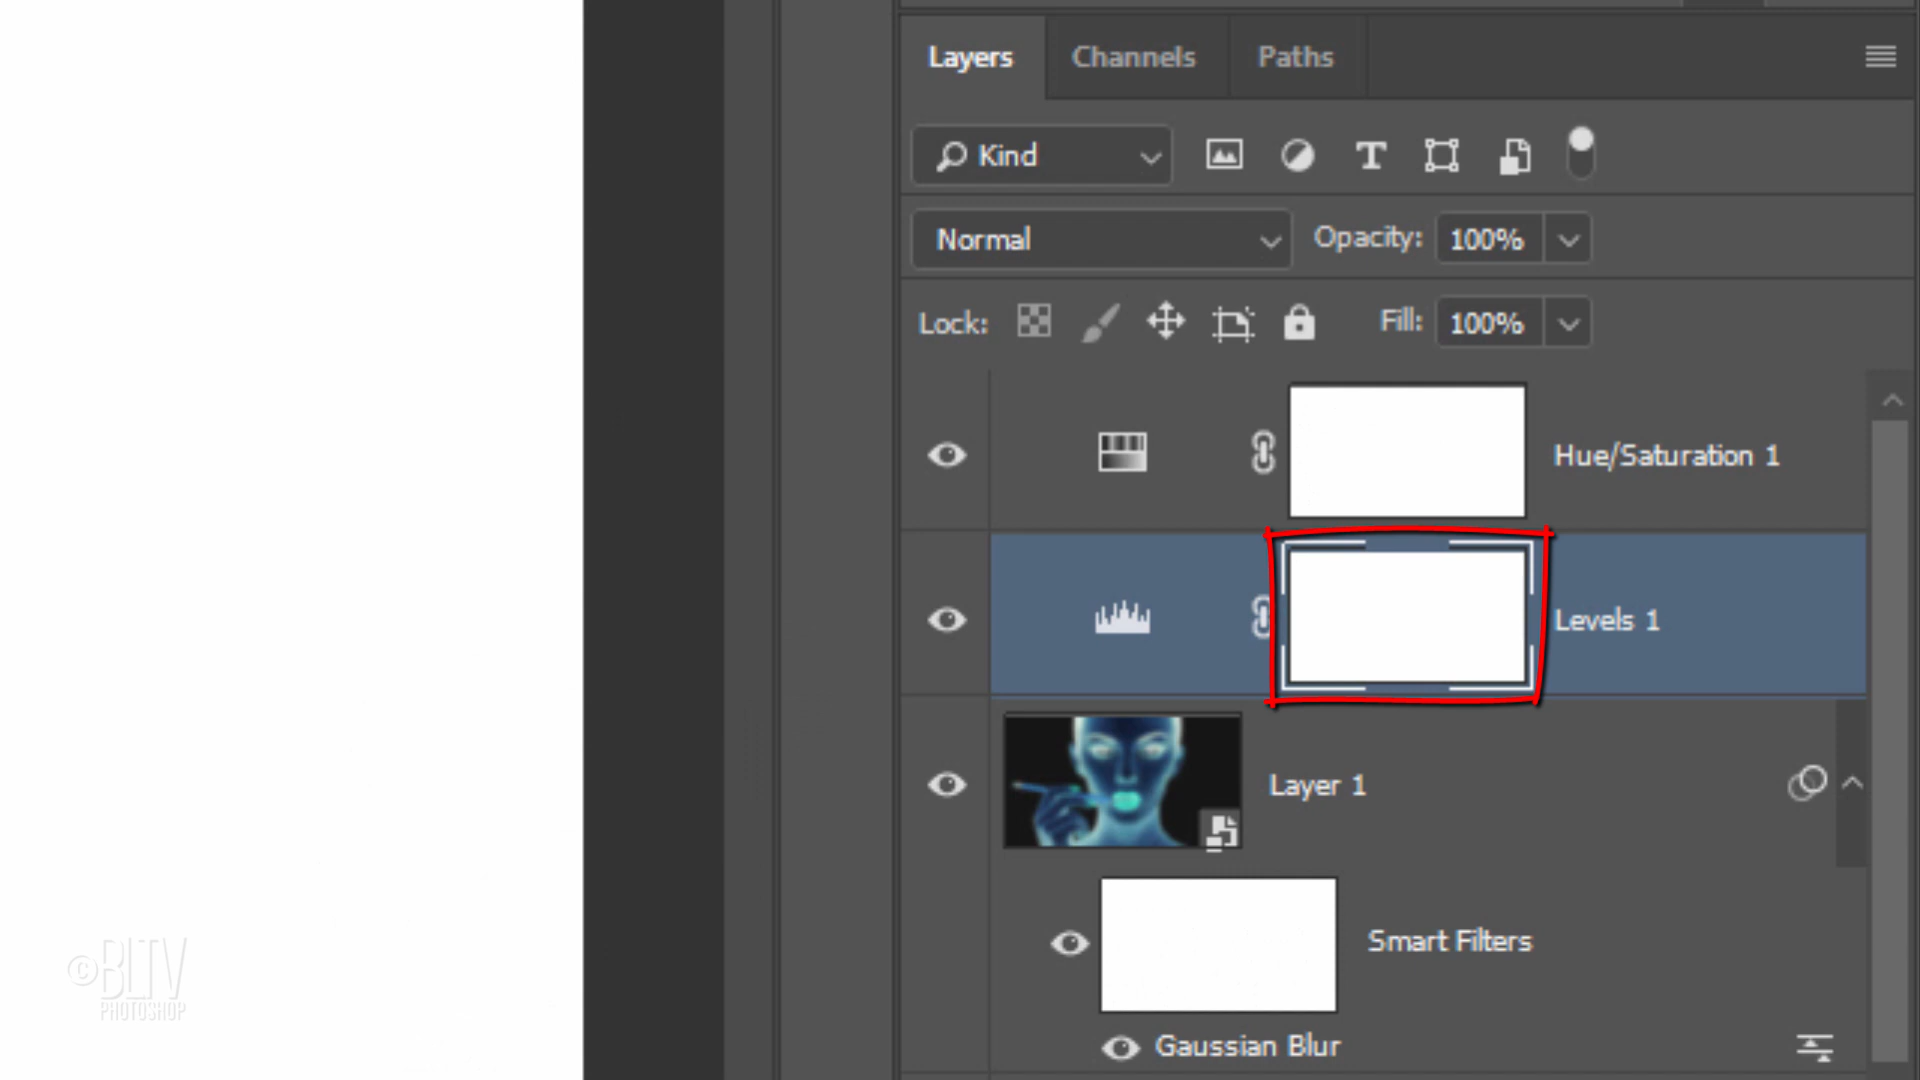 Layers Channels Paths
Kind
Normal Opacity: 100%
Lock: Fill: 100%
Hue/Saturation 1
Levels 1
Layer 1
Smart Filters
Gaussian Blur
©BLTV
PHOTOSHOP